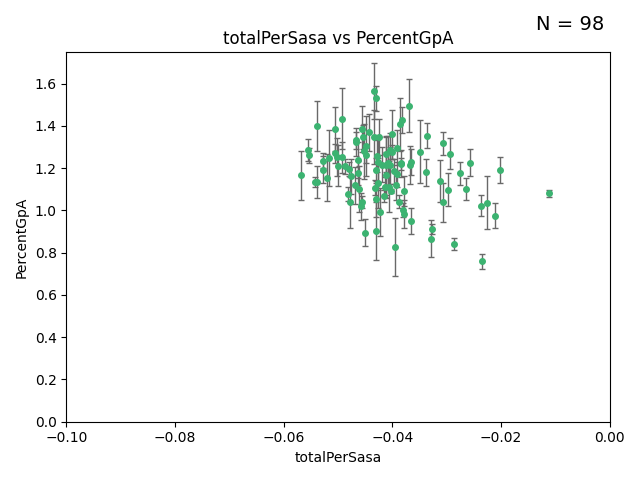 N = 98
totalPerSasa vs PercentGpA
1.6
1.4
1.2
1.0
0.8
0.6
0.4
0.2
0.0
PercentGpA
−0.10 −0.08 −0.06 −0.04 −0.02 0.00
totalPerSasa